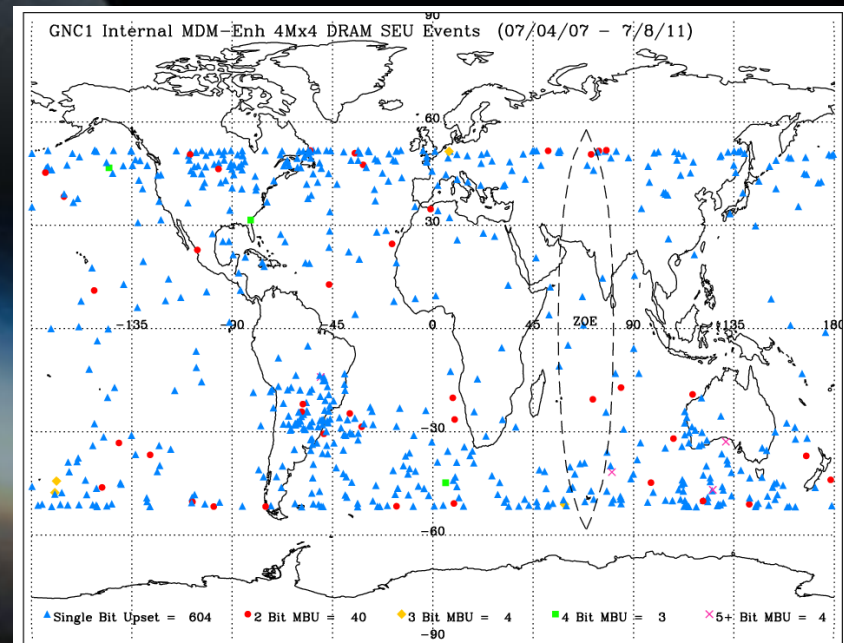 90
GNC1 Internal MDM-Enh 4Mx4 DRAM SEU Events (07/04/07 - 7/8/11)
60
30
-135 -90 -45 0 45 90 135 180
ZOE
-30
-60
Single Bit Upset = 604 2 Bit MBU = 40 3 Bit MBU = 4 4 Bit MBU = 3 5+ Bit MBU = 4
-90